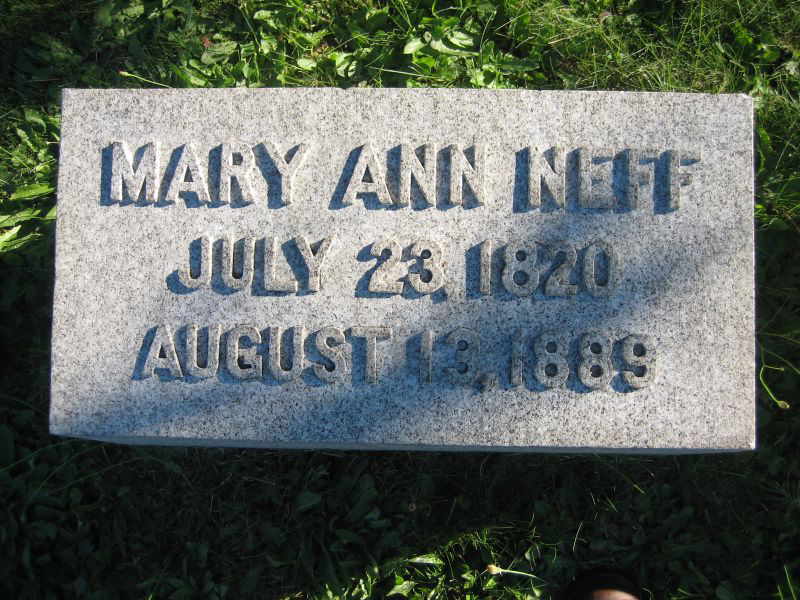 MARY ANN NEFF
JULY 23, 1820
AUGUST 13, 1889